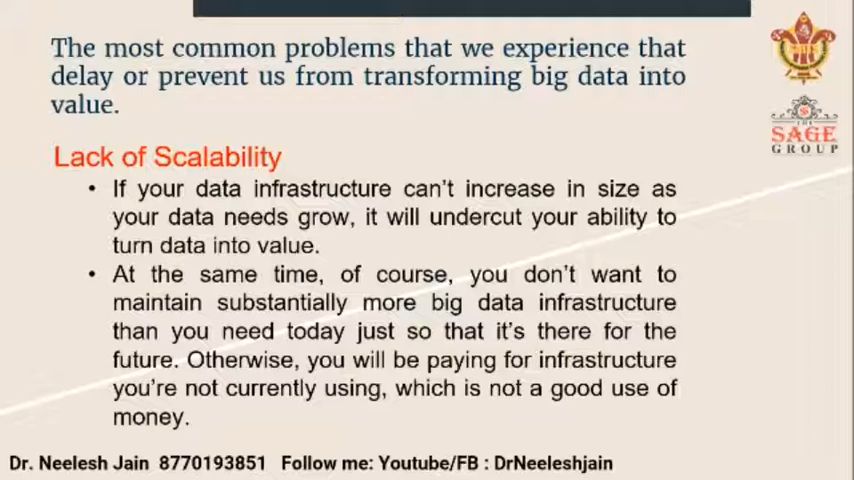 The most common problems that we experience that
delay or prevent us from transforming big data into
value.
Lack of Scalability
• If your data infrastructure can't increase in size as
your data needs grow, it will undercut your ability to
turn data into value.
• At the same time, of course, you don't want to
maintain substantially more big data infrastructure
than you need today just so that it's there for the
future. Otherwise, you will be paying for infrastructure
you're not currently using, which is not a good use of
money.
SAGE
GROUP
Dr. Neelesh Jain 8770193851 Follow me: Youtube/FB : DrNeeleshjain